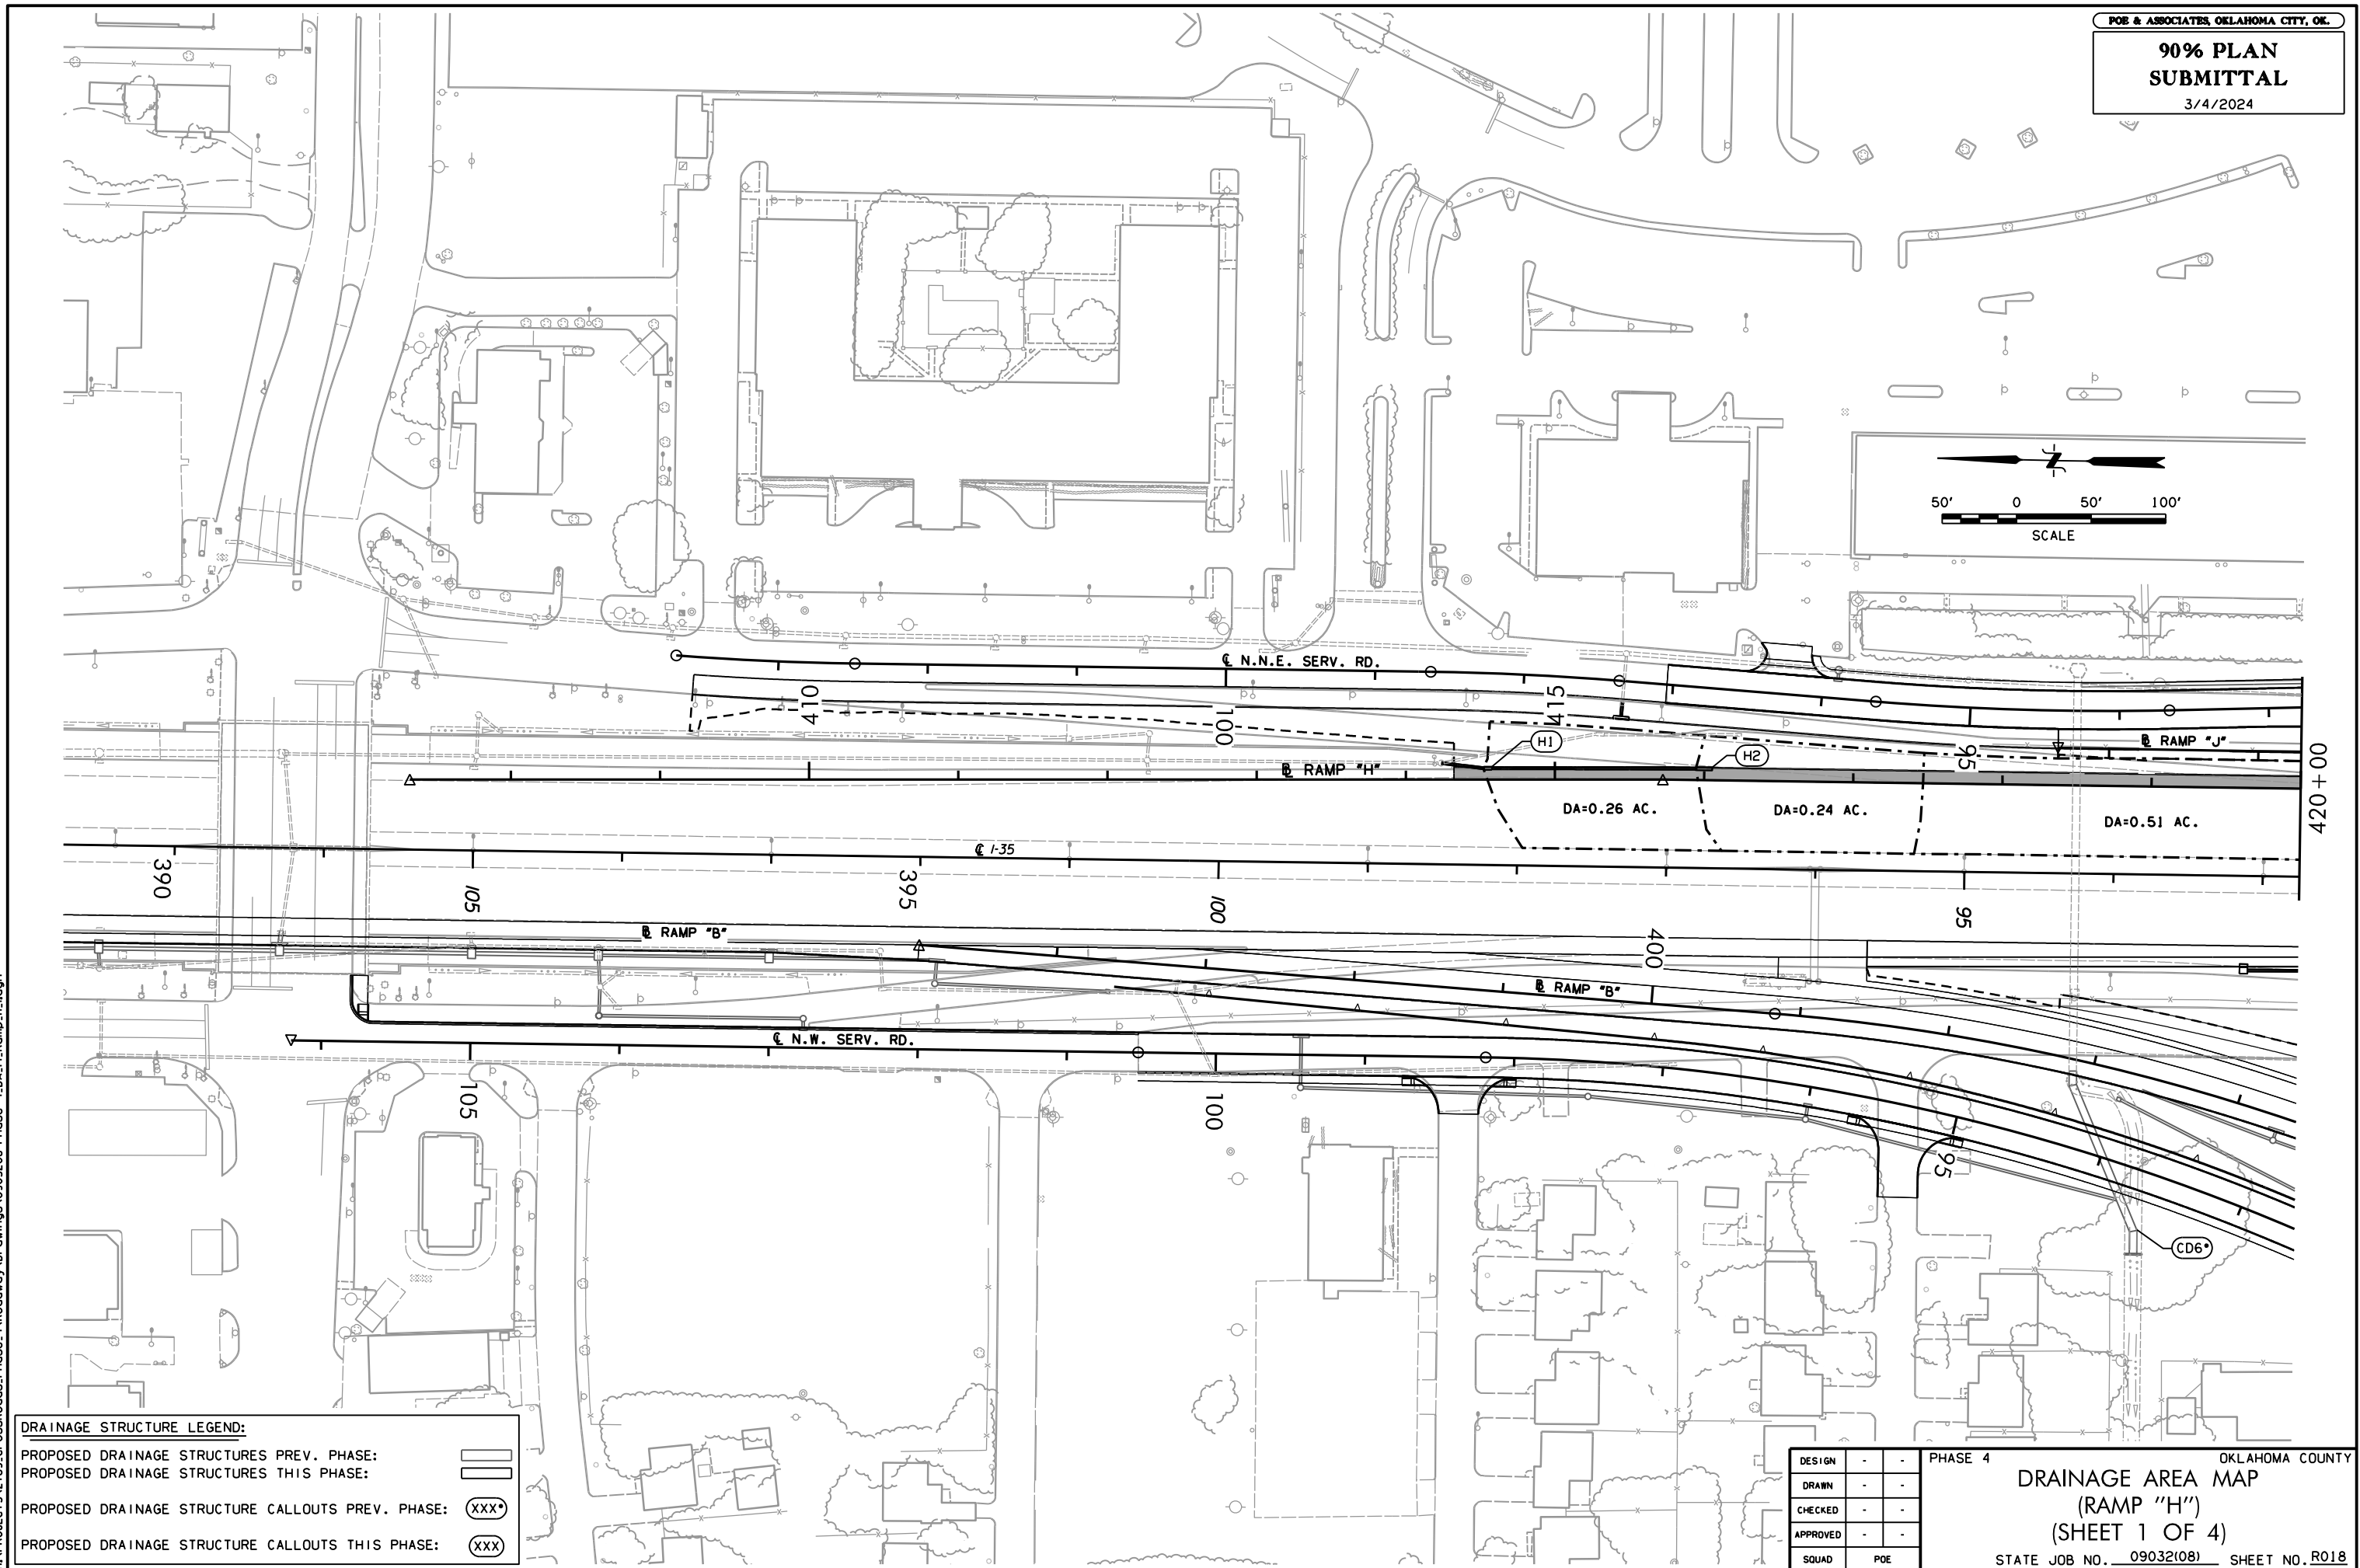 POE & ASSOCIATES, OKLAHOMA CITY, OK.
90% PLAN
SUBMITTAL
3/4/2024
N
50' 0 50' 100'
SCALE
℄ N.N.E. SERV. RD.
410
100
415
H1
H2
95
RAMP "J"
RAMP "H"
420+00
DA=0.26 AC.
DA=0.24 AC.
DA=0.51 AC.
℄ I-35
390
105
395
100
95
RAMP "B"
400
RAMP "B"
℄ N.W. SERV. RD.
105
100
95
CD6*
DRAINAGE STRUCTURE LEGEND:
PROPOSED DRAINAGE STRUCTURES PREV. PHASE:
PROPOSED DRAINAGE STRUCTURES THIS PHASE:
PROPOSED DRAINAGE STRUCTURE CALLOUTS PREV. PHASE: XXX*
PROPOSED DRAINAGE STRUCTURE CALLOUTS THIS PHASE: XXX
DESIGN - -
DRAWN - -
CHECKED - -
APPROVED - -
SQUAD POE
PHASE 4 OKLAHOMA COUNTY
DRAINAGE AREA MAP
(RAMP "H")
(SHEET 1 OF 4)
STATE JOB NO. 09032(08) SHEET NO. R018